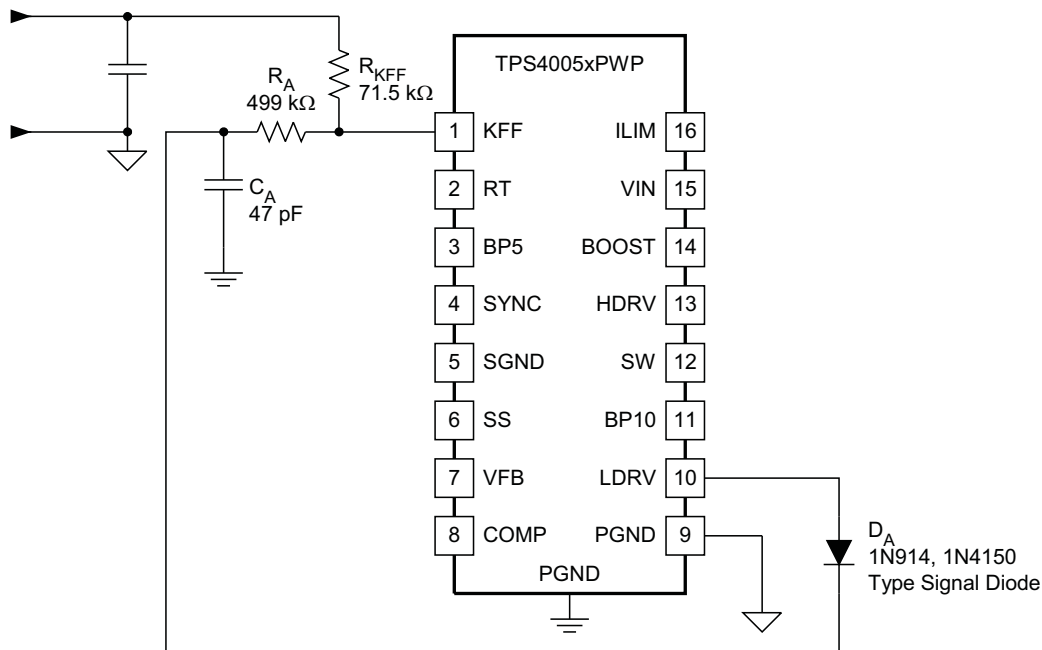 TPS4005xPWP
R_KFF
71.5 kΩ
R_A
499 kΩ
C_A
47 pF
1 KFF
2 RT
3 BP5
4 SYNC
5 SGND
6 SS
7 VFB
8 COMP
ILIM 16
VIN 15
BOOST 14
HDRV 13
SW 12
BP10 11
LDRV 10
PGND 9
PGND
D_A
1N914, 1N4150
Type Signal Diode